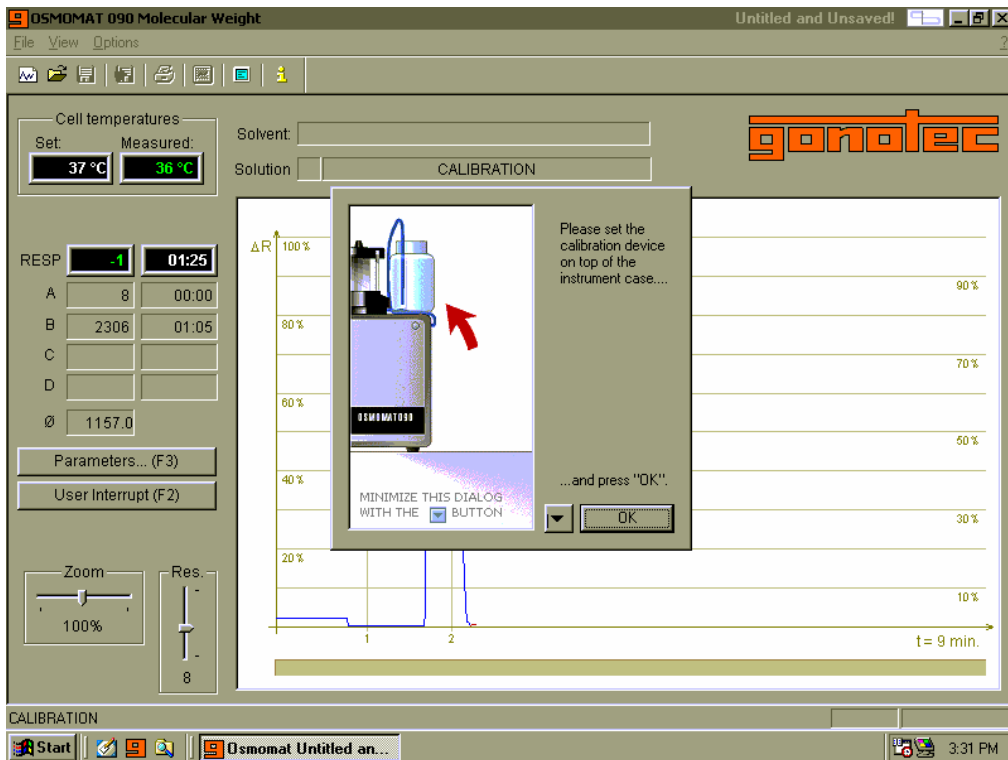 OSMOMAT 090 Molecular Weight
Untitled and Unsaved!
File View Options ?
Cell temperatures
Set: Measured:
37 °C 36 °C
Solvent:
Solution CALIBRATION
gonotec
RESP -1 01:25
A 8 00:00
B 2306 01:05
C
D
Ø 1157.0
Parameters... (F3)
User Interrupt (F2)
Zoom
100%
Res.
8
ΔR 100%
90%
80%
70%
60%
50%
40%
30%
20%
10%
1 2
t = 9 min.
Please set the
calibration device
on top of the
instrument case....
OSMOMAT090
MINIMIZE THIS DIALOG
WITH THE BUTTON
...and press "OK".
OK
CALIBRATION
Start
Osmomat Untitled an...
3:31 PM